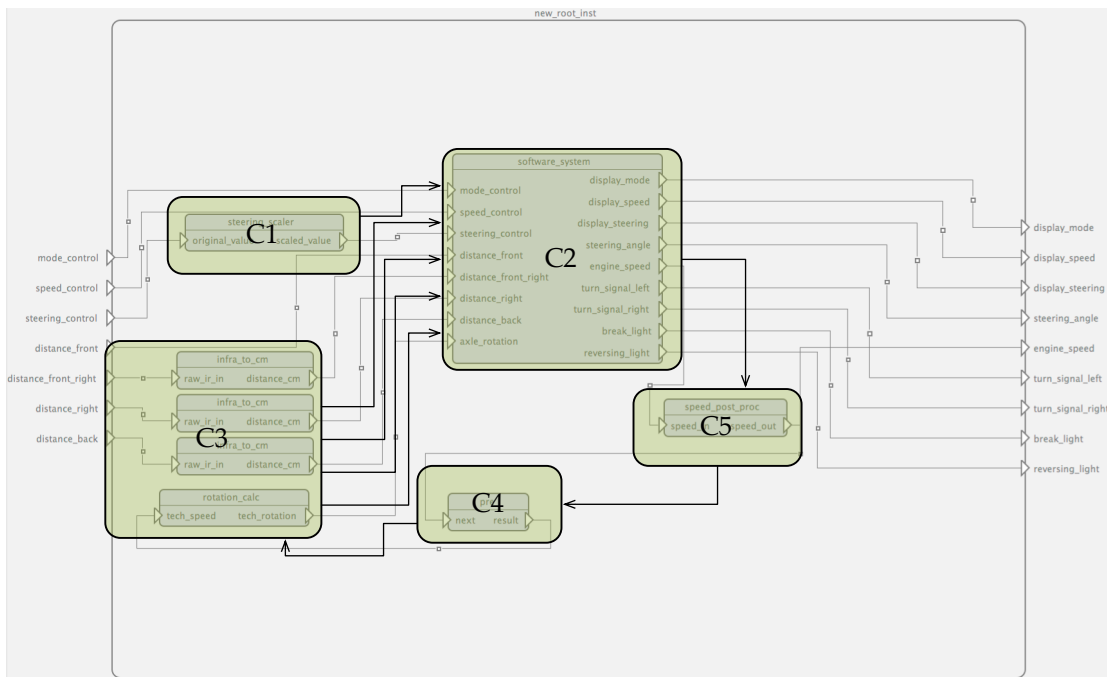 new_root_inst
mode_control
speed_control
steering_control
distance_front
distance_front_right
distance_right
distance_back
steering_scaler
original_value scaled_value
C1
software_system
mode_control
speed_control
steering_control
distance_front
distance_front_right
distance_right
distance_back
axle_rotation
C2
display_mode
display_speed
display_steering
steering_angle
engine_speed
turn_signal_left
turn_signal_right
break_light
reversing_light
infra_to_cm
raw_ir_in distance_cm
infra_to_cm
raw_ir_in distance_cm
C3
infra_to_cm
raw_ir_in distance_cm
rotation_calc
tech_speed tech_rotation
C4
next result
speed_post_proc
speed_in speed_out
C5
display_mode
display_speed
display_steering
steering_angle
engine_speed
turn_signal_left
turn_signal_right
break_light
reversing_light